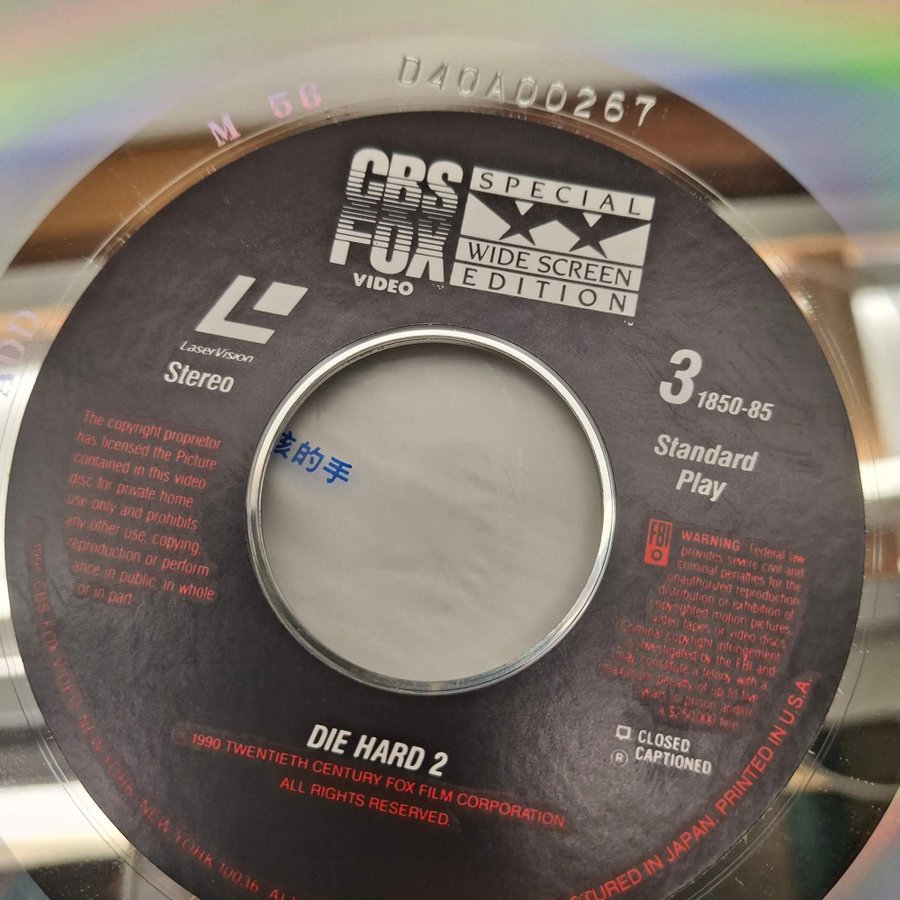 M 56
D40A00267
CBS
FOX
VIDEO
SPECIAL
WIDE SCREEN
EDITION
LaserVision
Stereo
3 1850-85
Standard
Play
The copyright proprietor
has licensed the Picture
contained in this video
disc for private home
use only and prohibits
any other use, copying,
reproduction or perform
ance in public, in whole
or in part
的手
FBI
WARNING Federal law
provides severe civil and
criminal penalties for the
unauthorized reproduction
distribution or exhibition of
copyrighted motion pictures,
video tapes or video discs.
Criminal copyright infringement
is investigated by the FBI and
may constitute a felony with a
maximum penalty of up to five
years in prison and/or
a $250,000 fine
CLOSED
® CAPTIONED
DIE HARD 2
1990 TWENTIETH CENTURY FOX FILM CORPORATION.
ALL RIGHTS RESERVED.
CBS FOX VIDEO NEW YORK, NEW YORK 10036
IN JAPAN. PRINTED IN U.S.A.